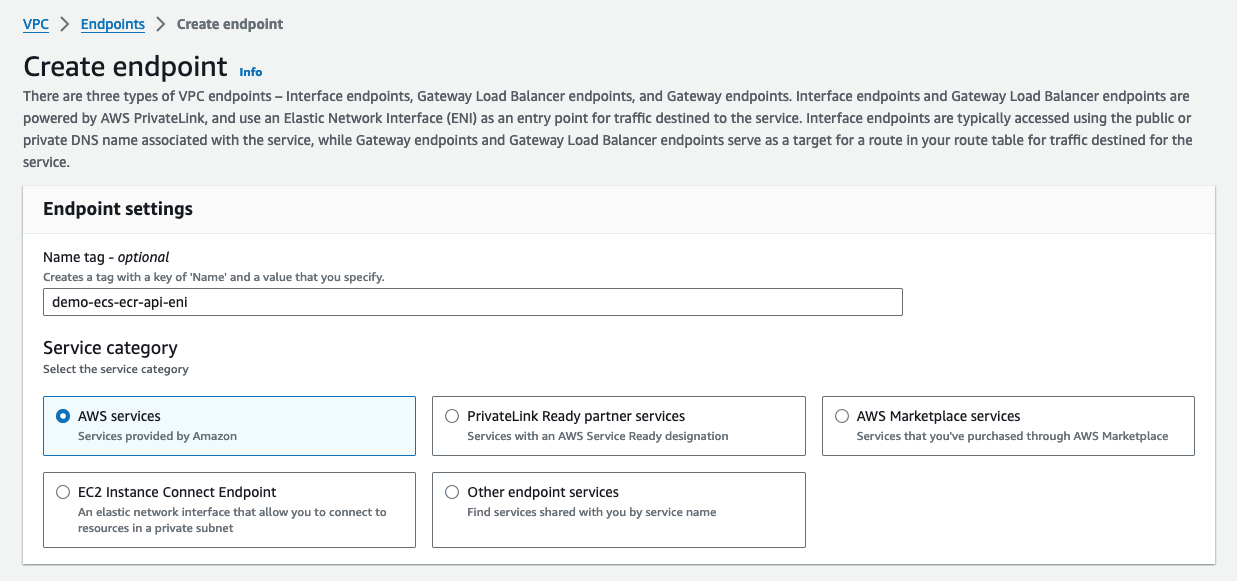 VPC > Endpoints > Create endpoint
Create endpoint Info
There are three types of VPC endpoints – Interface endpoints, Gateway Load Balancer endpoints, and Gateway endpoints. Interface endpoints and Gateway Load Balancer endpoints are
powered by AWS PrivateLink, and use an Elastic Network Interface (ENI) as an entry point for traffic destined to the service. Interface endpoints are typically accessed using the public or
private DNS name associated with the service, while Gateway endpoints and Gateway Load Balancer endpoints serve as a target for a route in your route table for traffic destined for the
service.
Endpoint settings
Name tag - optional
Creates a tag with a key of 'Name' and a value that you specify.
demo-ecs-ecr-api-eni
Service category
Select the service category
AWS services
Services provided by Amazon
PrivateLink Ready partner services
Services with an AWS Service Ready designation
AWS Marketplace services
Services that you've purchased through AWS Marketplace
EC2 Instance Connect Endpoint
An elastic network interface that allow you to connect to
resources in a private subnet
Other endpoint services
Find services shared with you by service name